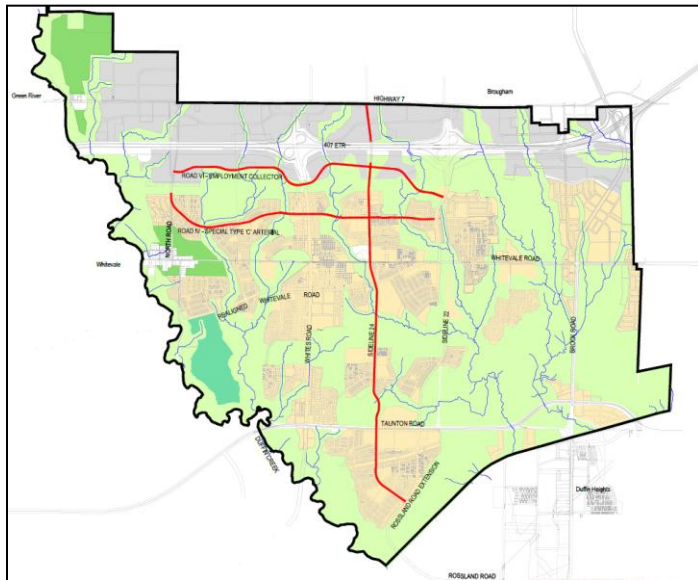 HIGHWAY 7
Brougham
Green River
407 ETR
ROAD VI - EMPLOYMENT COLLECTOR
NORTH ROAD
ROAD IV - SPECIAL TYPE 'C' ARTERIAL
Whitevale
WHITEVALE ROAD
REALIGNED WHITEVALE ROAD
WHITES ROAD
SIDELINE 24
SIDELINE 22
BROCK ROAD
TAUNTON ROAD
DUFFIN CREEK
ROSSLAND ROAD EXTENSION
Duffin Heights
ROSSLAND ROAD